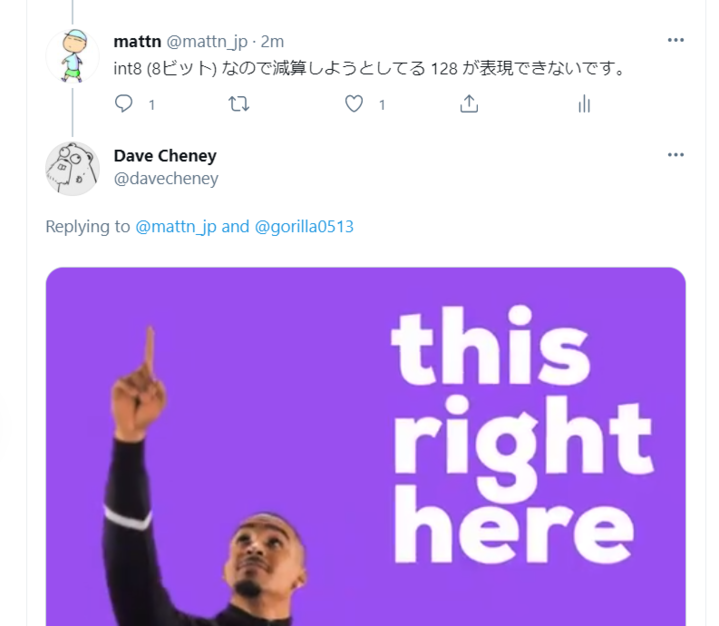 mattn @mattn_jp · 2m
int8 (8ビット) なので減算しようとしてる 128 が表現できないです。
1 1
Dave Cheney
@davecheney
Replying to @mattn_jp and @gorilla0513
this
right
here